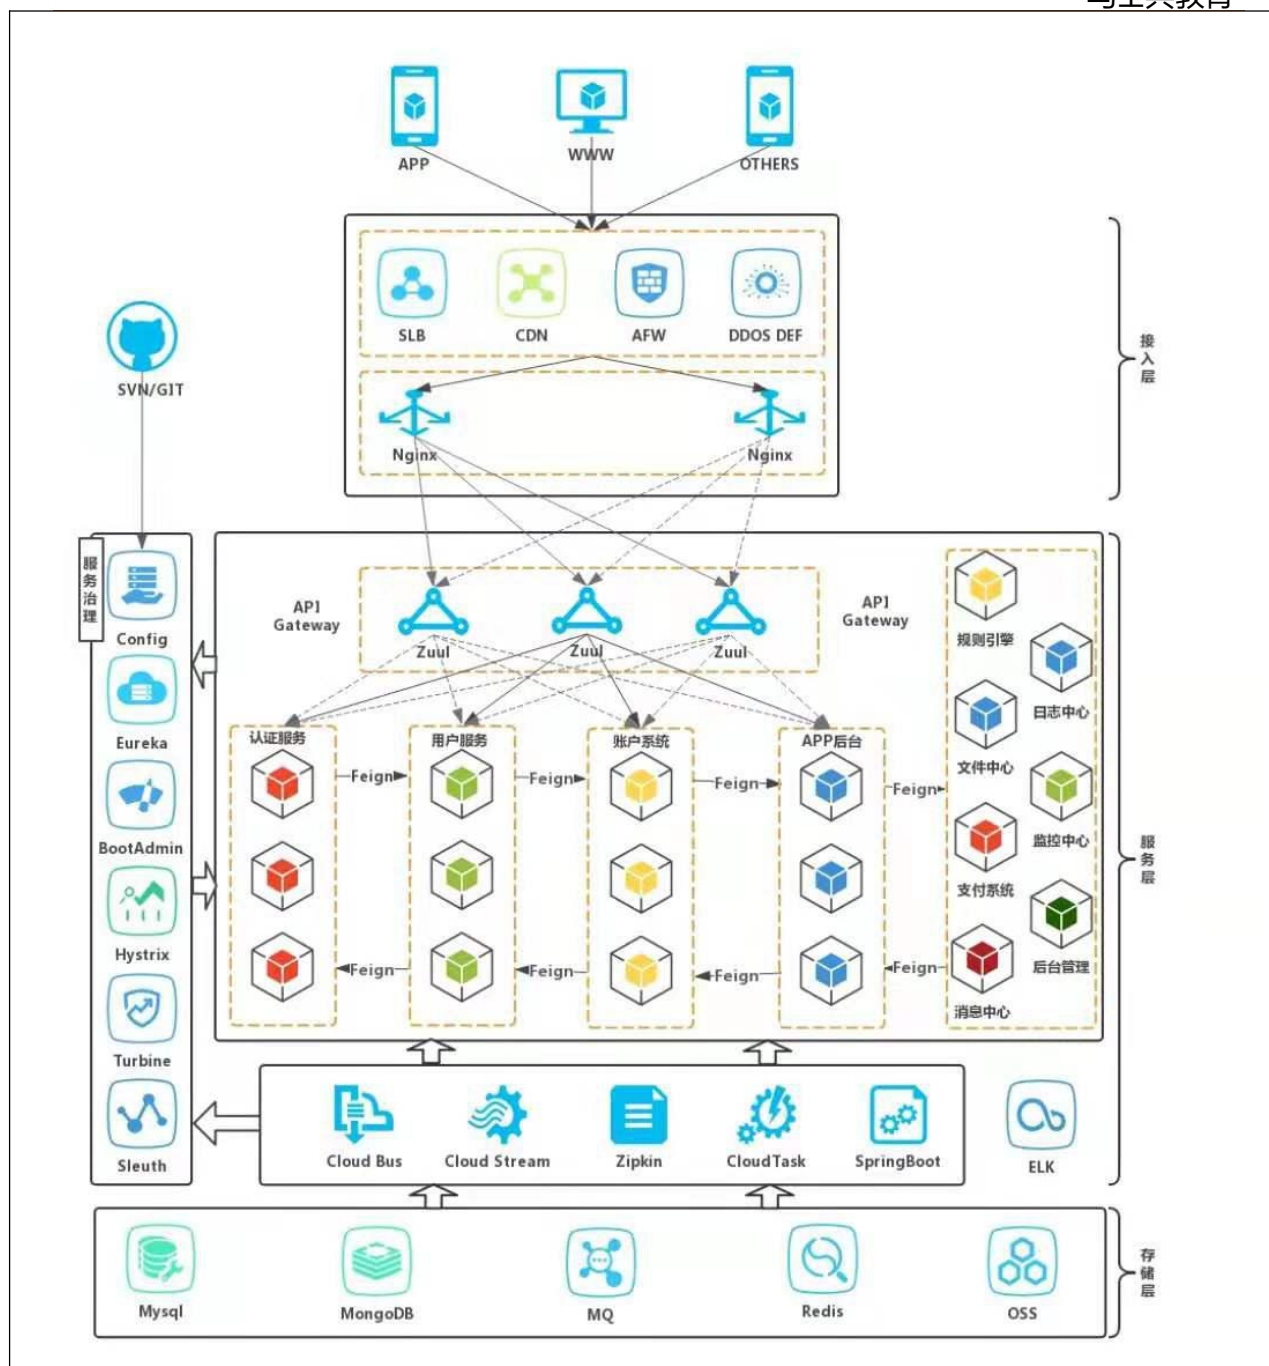 APP
WWW
OTHERS
SLB
CDN
AFW
DDOS DEF
接入层
SVN/GIT
Nginx
Nginx
服务治理
Config
Eureka
BootAdmin
Hystrix
Turbine
Sleuth
API
Gateway
Zuul
Zuul
Zuul
API
Gateway
规则引擎
日志中心
文件中心
监控中心
支付系统
后台管理
消息中心
认证服务
用户服务
账户系统
APP后台
Feign
Feign
Feign
Feign
Feign
Feign
Feign
Feign
服务层
Cloud Bus
Cloud Stream
Zipkin
CloudTask
SpringBoot
ELK
Mysql
MongoDB
MQ
Redis
OSS
存储层